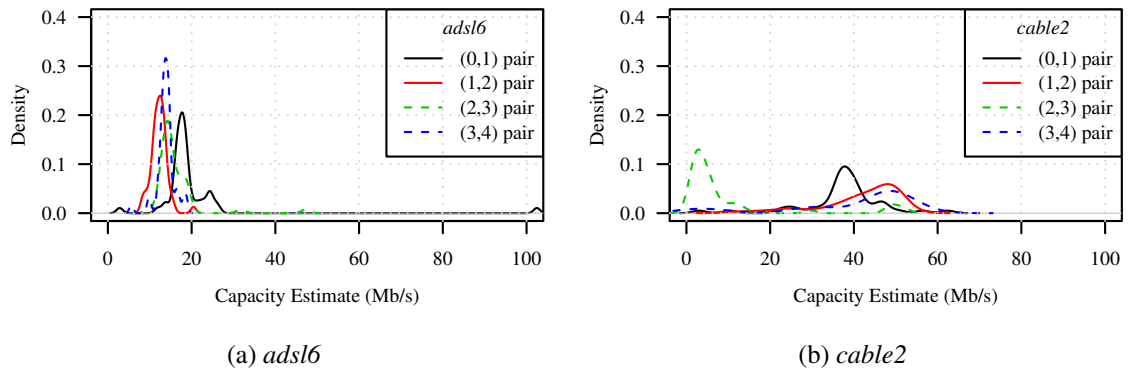 0.4
0.3
0.2
0.1
0.0
Density
adsl6
(0,1) pair
(1,2) pair
(2,3) pair
(3,4) pair
0 20 40 60 80 100
Capacity Estimate (Mb/s)
(a) adsl6
0.4
0.3
0.2
0.1
0.0
Density
cable2
(0,1) pair
(1,2) pair
(2,3) pair
(3,4) pair
0 20 40 60 80 100
Capacity Estimate (Mb/s)
(b) cable2